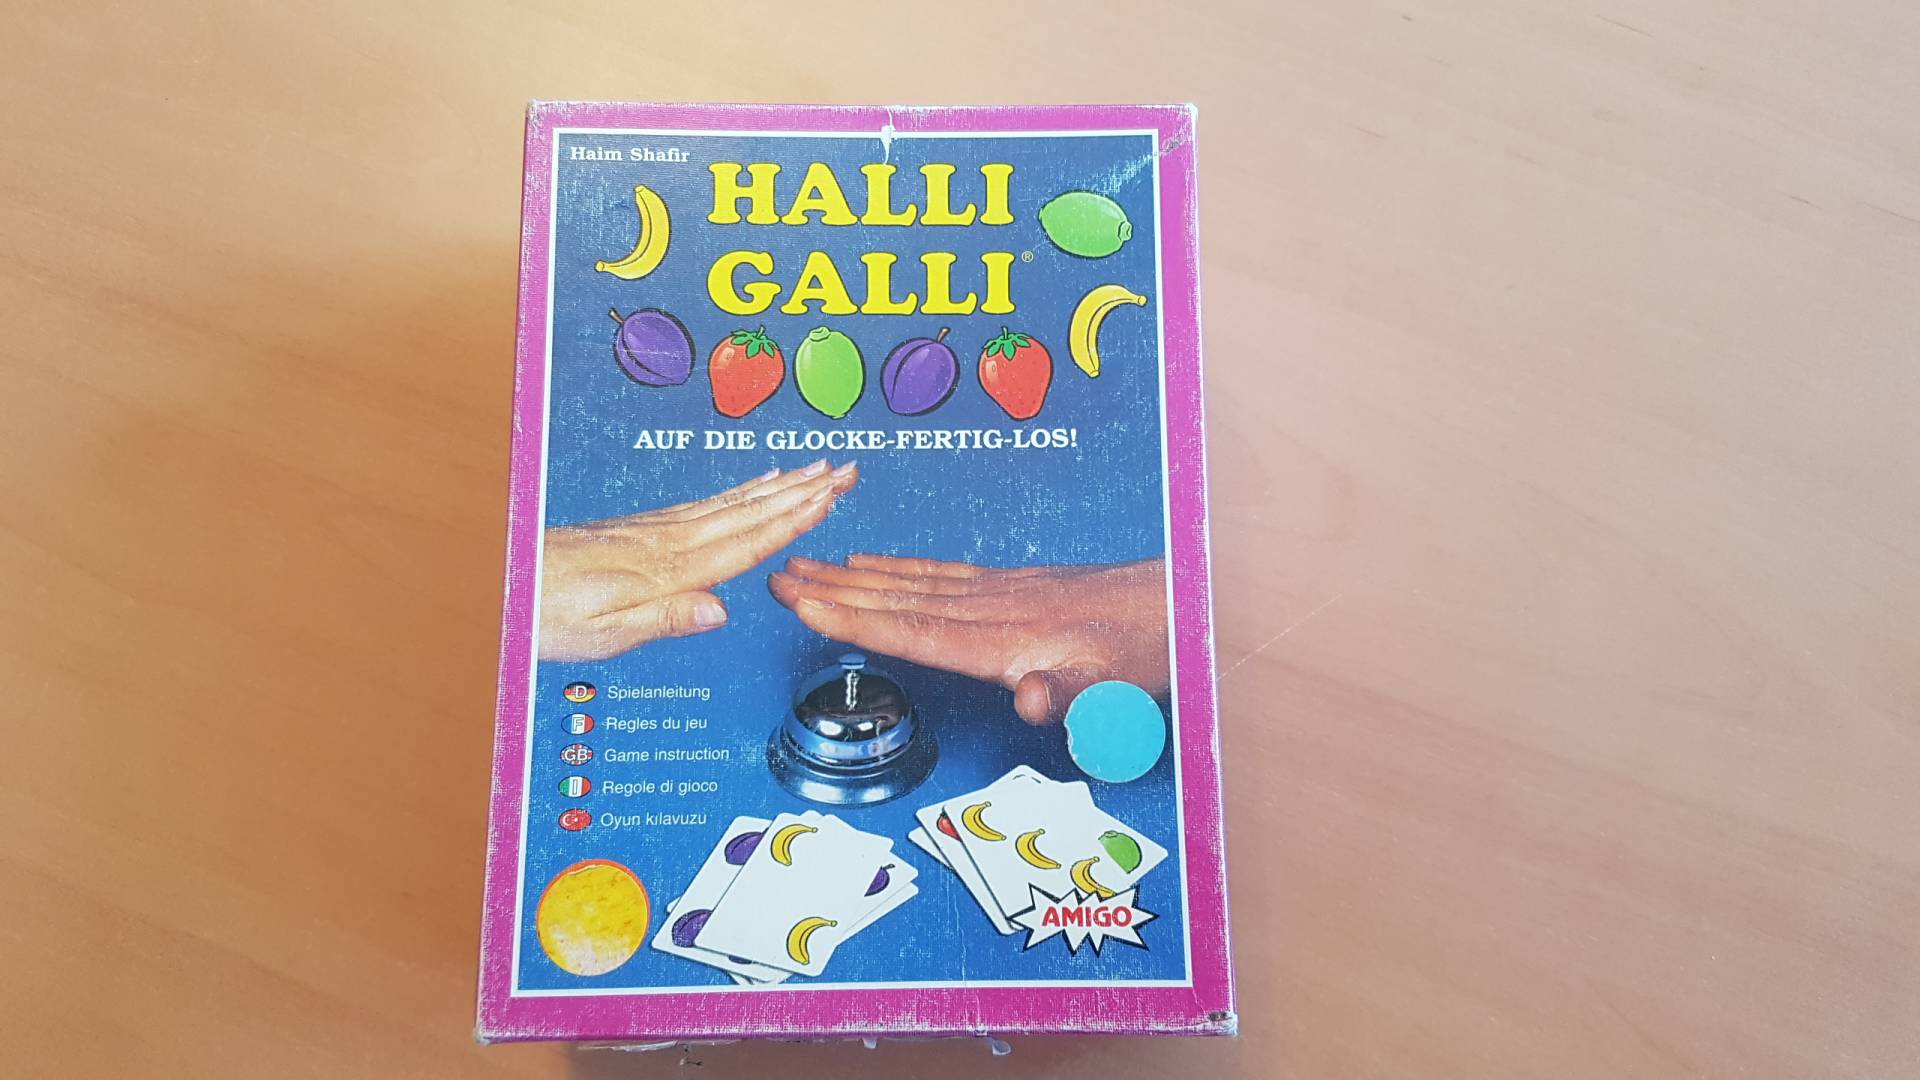 Haim Shafir
HALLI
GALLI®
AUF DIE GLOCKE-FERTIG-LOS!
D Spielanleitung
F Regles du jeu
GB Game instruction
I Regole di gioco
Oyun kılavuzu
AMIGO